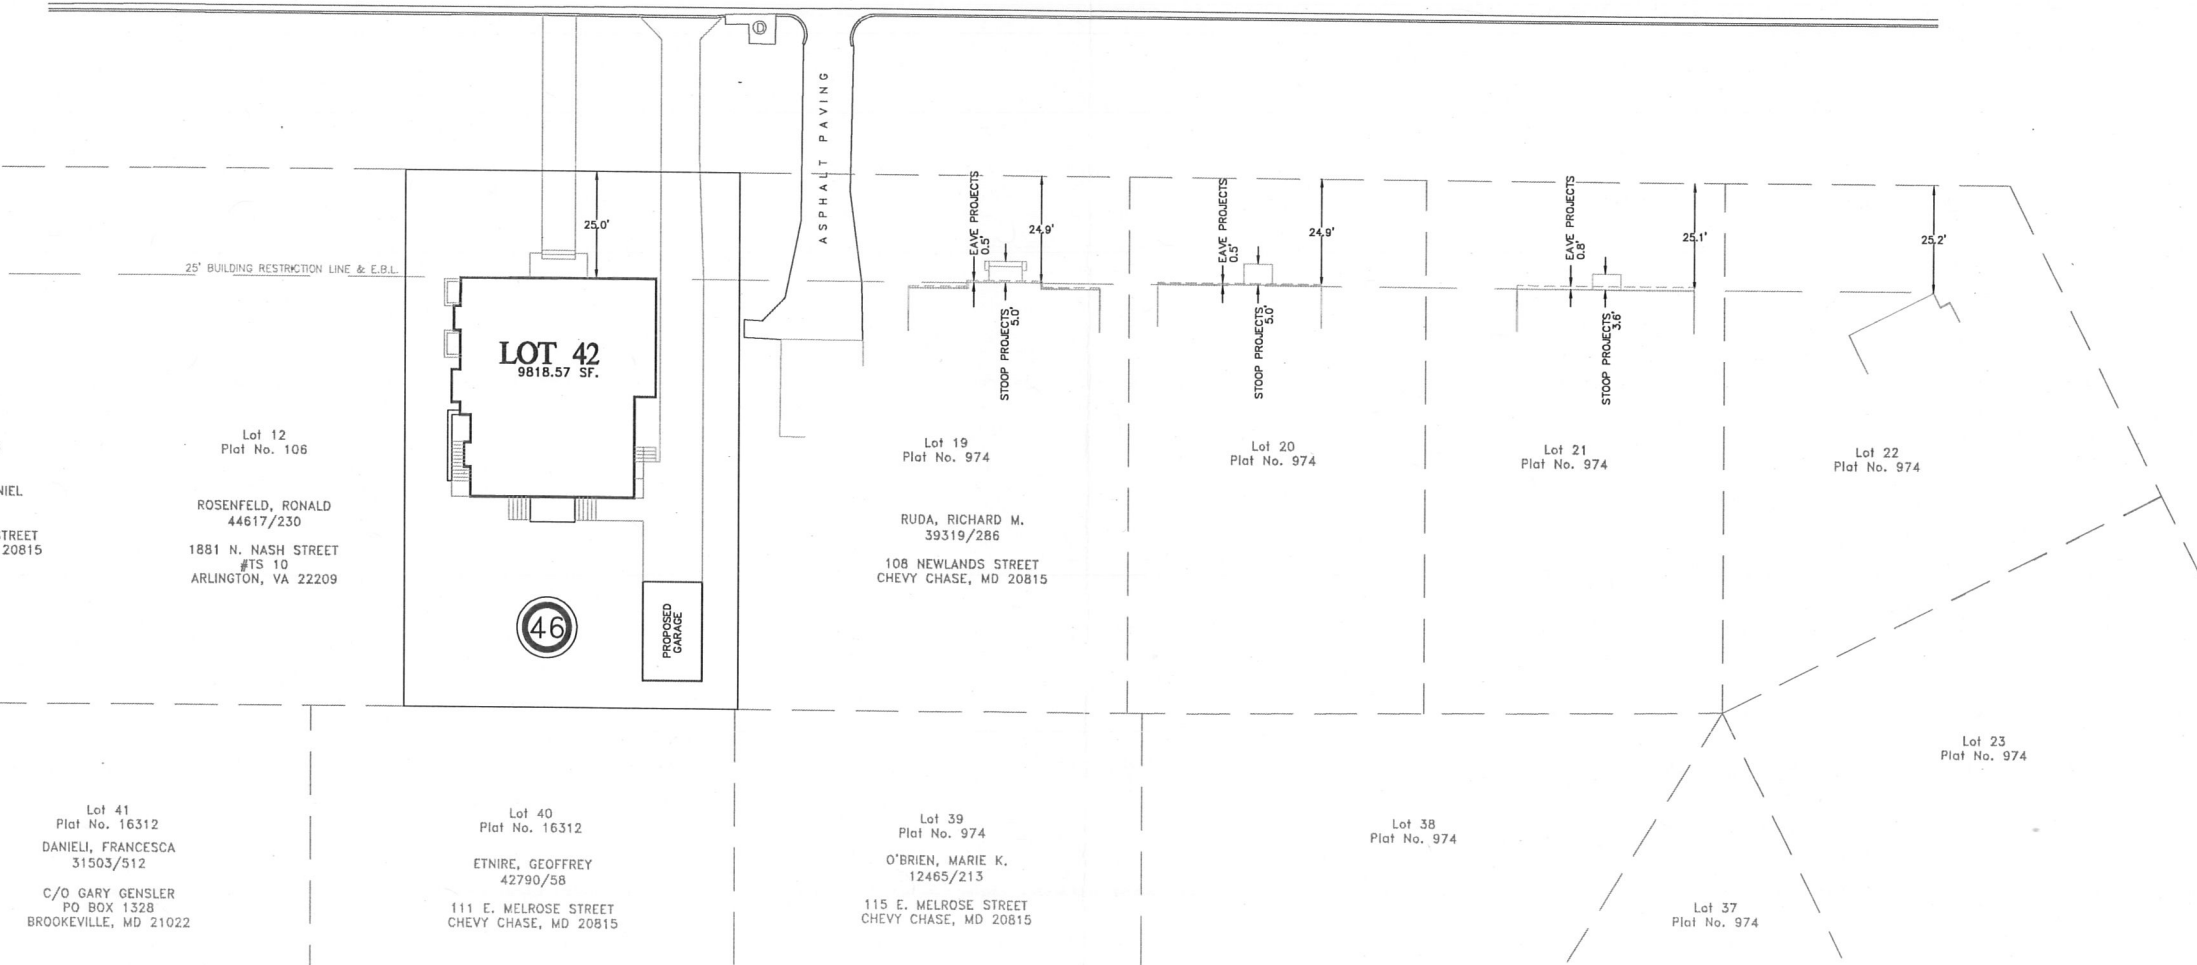 D
ASPHALT PAVING
EAVE PROJECTS
0.5'
24.9'
EAVE PROJECTS
0.5'
24.9'
EAVE PROJECTS
0.8'
25.1'
25.2'
25.0'
25' BUILDING RESTRICTION LINE & E.B.L.
STOOP PROJECTS
5.0'
STOOP PROJECTS
5.0'
STOOP PROJECTS
3.6'
LOT 42
9818.57 SF.
Lot 12
Plat No. 106
ROSENFELD, RONALD
44617/230
1881 N. NASH STREET
#TS 10
ARLINGTON, VA 22209
NIEL
STREET
20815
Lot 19
Plat No. 974
RUDA, RICHARD M.
39319/286
108 NEWLANDS STREET
CHEVY CHASE, MD 20815
Lot 20
Plat No. 974
Lot 21
Plat No. 974
Lot 22
Plat No. 974
46
PROPOSED
GARAGE
Lot 23
Plat No. 974
Lot 41
Plat No. 16312
DANIELI, FRANCESCA
31503/512
C/O GARY GENSLER
PO BOX 1328
BROOKEVILLE, MD 21022
Lot 40
Plat No. 16312
ETNIRE, GEOFFREY
42790/58
111 E. MELROSE STREET
CHEVY CHASE, MD 20815
Lot 39
Plat No. 974
O'BRIEN, MARIE K.
12465/213
115 E. MELROSE STREET
CHEVY CHASE, MD 20815
Lot 38
Plat No. 974
Lot 37
Plat No. 974